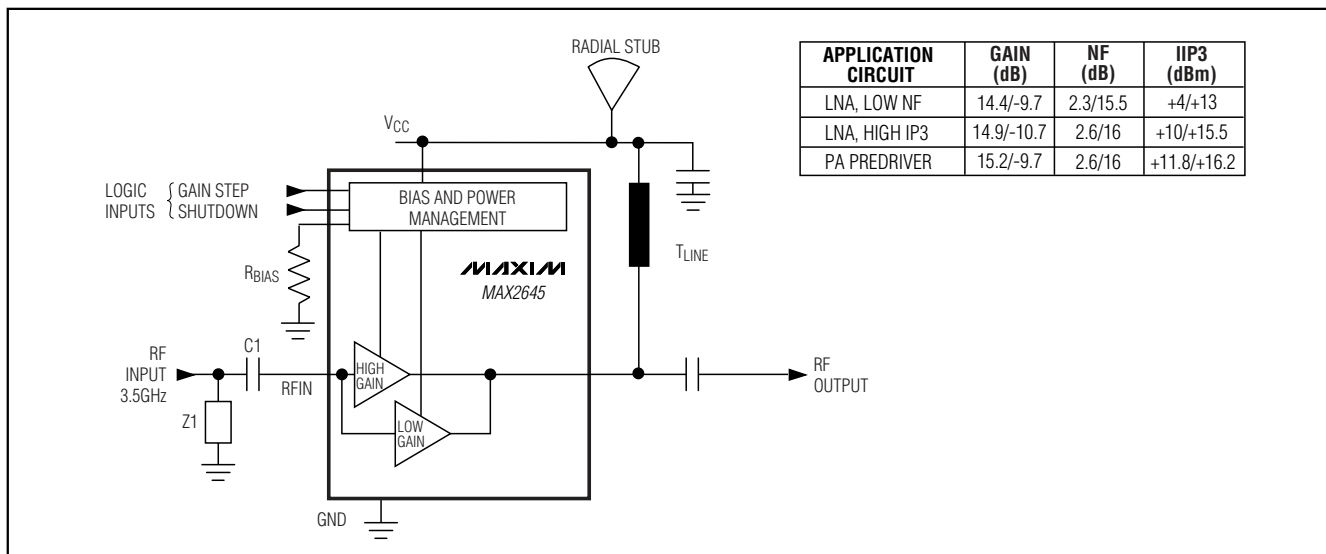 RADIAL STUB
VCC
LOGIC
INPUTS
GAIN STEP
SHUTDOWN
BIAS AND POWER
MANAGEMENT
RBIAS
MAXIM
MAX2645
TLINE
C1
RF
INPUT
3.5GHz
RFIN
Z1
HIGH
GAIN
LOW
GAIN
RF
OUTPUT
GND
APPLICATION CIRCUIT GAIN (dB) NF (dB) IIP3 (dBm)
LNA, LOW NF 14.4/-9.7 2.3/15.5 +4/+13
LNA, HIGH IP3 14.9/-10.7 2.6/16 +10/+15.5
PA PREDRIVER 15.2/-9.7 2.6/16 +11.8/+16.2